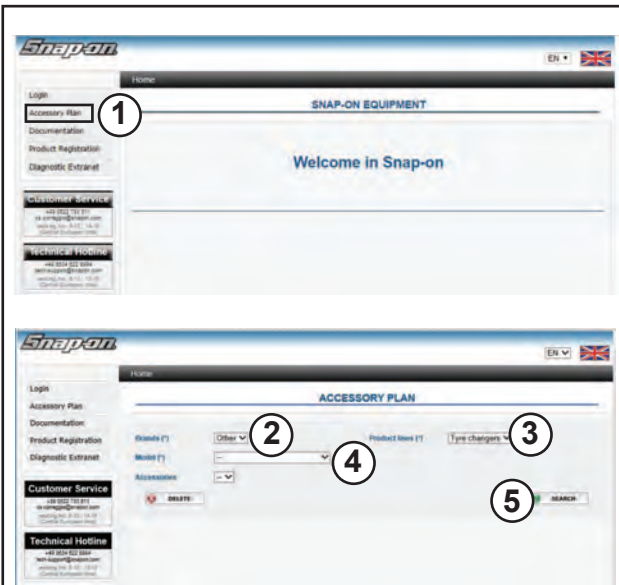 Snap-on
EN
Home
Login
SNAP-ON EQUIPMENT
Accessory Plan
1
Documentation
Product Registration
Diagnostic Extranet
Welcome in Snap-on
Customer Service
Technical Hotline
Snap-on
EN
Home
Login
ACCESSORY PLAN
Accessory Plan
Documentation
Product Registration
Brands (*) Other 2 Product lines (*) Tyre changers 3
Diagnostic Extranet
Model (*) -- 4
Accessories --
DELETE 5 SEARCH
Customer Service
Technical Hotline